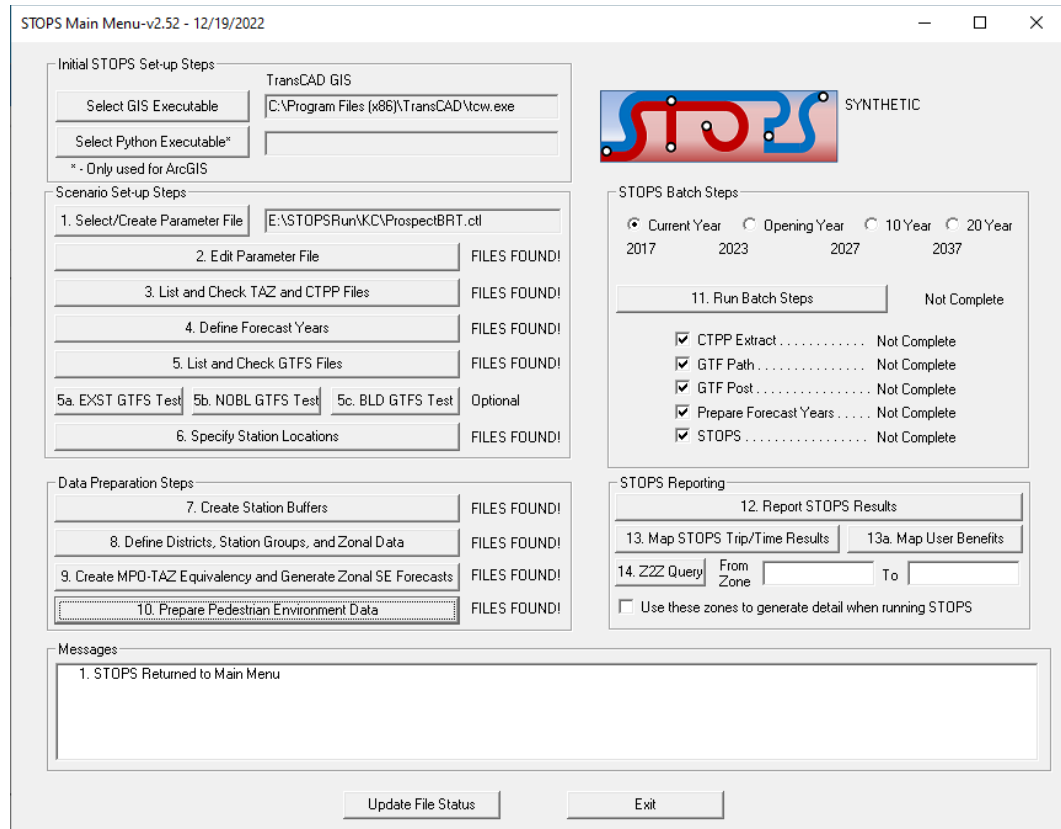 STOPS Main Menu-v2.52 - 12/19/2022
Initial STOPS Set-up Steps
TransCAD GIS
Select GIS Executable C:\Program Files (x86)\TransCAD\tcw.exe
Select Python Executable*
* - Only used for ArcGIS
STOPS
SYNTHETIC
Scenario Set-up Steps
1. Select/Create Parameter File E:\STOPSRun\KC\ProspectBRT.ctl
2. Edit Parameter File FILES FOUND!
3. List and Check TAZ and CTPP Files FILES FOUND!
4. Define Forecast Years FILES FOUND!
5. List and Check GTFS Files FILES FOUND!
5a. EXST GTFS Test 5b. NOBL GTFS Test 5c. BLD GTFS Test Optional
6. Specify Station Locations FILES FOUND!
STOPS Batch Steps
Current Year Opening Year 10 Year 20 Year
2017 2023 2027 2037
11. Run Batch Steps Not Complete
CTPP Extract . . . . . . . . . . . . Not Complete
GTF Path. . . . . . . . . . . . . . . Not Complete
GTF Post. . . . . . . . . . . . . . . Not Complete
Prepare Forecast Years . . . . . Not Complete
STOPS . . . . . . . . . . . . . . . . . Not Complete
Data Preparation Steps
7. Create Station Buffers FILES FOUND!
8. Define Districts, Station Groups, and Zonal Data FILES FOUND!
9. Create MPO-TAZ Equivalency and Generate Zonal SE Forecasts FILES FOUND!
10. Prepare Pedestrian Environment Data FILES FOUND!
STOPS Reporting
12. Report STOPS Results
13. Map STOPS Trip/Time Results 13a. Map User Benefits
14. Z2Z Query From Zone To
Use these zones to generate detail when running STOPS
Messages
1. STOPS Returned to Main Menu
Update File Status Exit